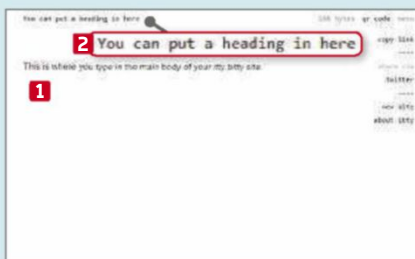 You can put a heading in here
108 bytes qr code
2 You can put a heading in here
copy link
This is where you type in the main body of your itty bitty site.
twitter
1
new itty
about itty